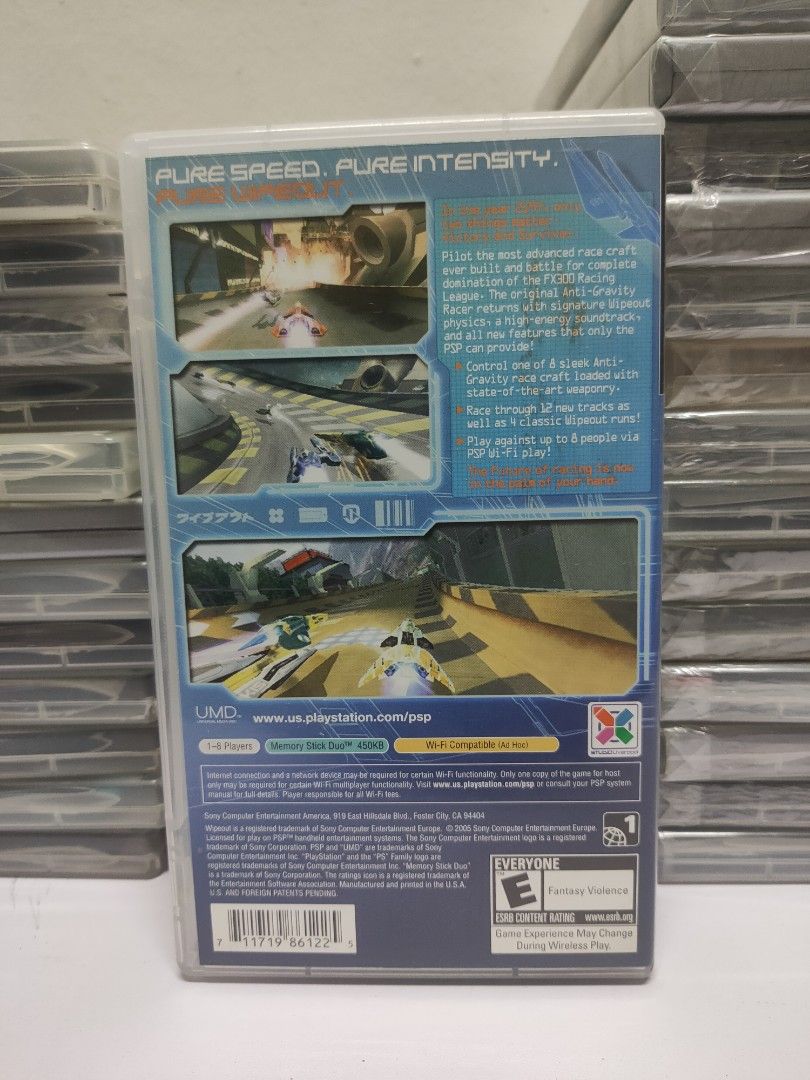 PURE SPEED. PURE INTENSITY.
PURE WIPEOUT.
In the year 2197, only
two things matter:
Victory and Survival.
Pilot the most advanced race craft
ever built and battle for complete
domination of the FX300 Racing
League. The original Anti-Gravity
Racer returns with signature Wipeout
physics, a high-energy soundtrack,
and all new features that only the
PSP can provide!
Control one of 8 sleek Anti-
Gravity race craft loaded with
state-of-the-art weaponry.
Race through 12 new tracks as
well as 4 classic Wipeout runs!
Play against up to 8 people via
PSP Wi-Fi play!
The future of racing is now
in the palm of your hand.
ワイプアウト
UMD™
www.us.playstation.com/psp
STUDIO Liverpool
1-8 Players
Memory Stick Duo™ 450KB
Wi-Fi Compatible (Ad Hoc)
Internet connection and a network device may be required for certain Wi-Fi functionality. Only one copy of the game for host
only may be required for certain Wi-Fi multiplayer functionality. Visit www.us.playstation.com/psp or consult your PSP system
manual for full details. Player responsible for all Wi-Fi fees.
Sony Computer Entertainment America, 919 East Hillsdale Blvd., Foster City, CA 94404
Wipeout is a registered trademark of Sony Computer Entertainment Europe. © 2005 Sony Computer Entertainment Europe.
Licensed for play on PSP™ handheld entertainment systems. The Sony Computer Entertainment logo is a registered
trademark of Sony Corporation. PSP and "UMD" are trademarks of Sony
Computer Entertainment Inc. "PlayStation" and the "PS" Family logo are
registered trademarks of Sony Computer Entertainment Inc. "Memory Stick Duo"
is a trademark of Sony Corporation. The ratings icon is a registered trademark of
the Entertainment Software Association. Manufactured and printed in the U.S.A.
U.S. AND FOREIGN PATENTS PENDING.
1
EVERYONE
E
Fantasy Violence
ESRB CONTENT RATING www.esrb.org
Game Experience May Change
During Wireless Play.
7 11719 86122 5